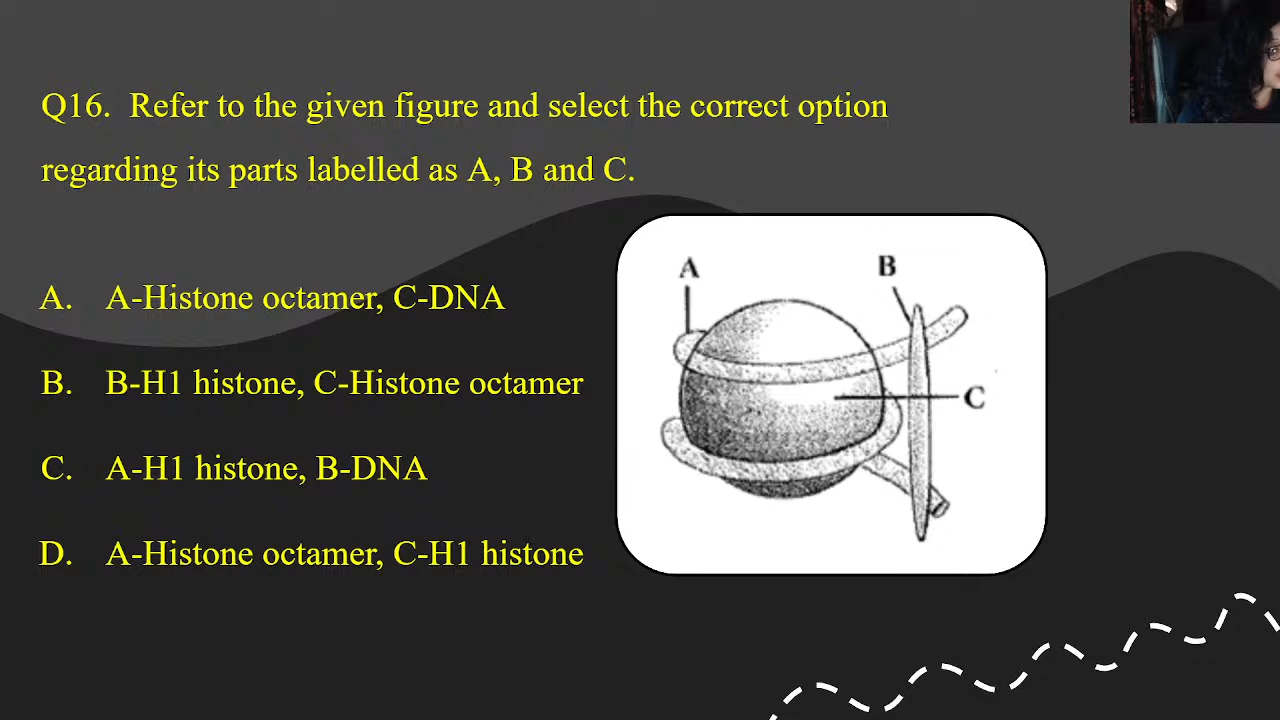 Q16. Refer to the given figure and select the correct option
regarding its parts labelled as A, B and C.
A. A-Histone octamer, C-DNA
B. B-H1 histone, C-Histone octamer
C. A-H1 histone, B-DNA
D. A-Histone octamer, C-H1 histone
A
B
C